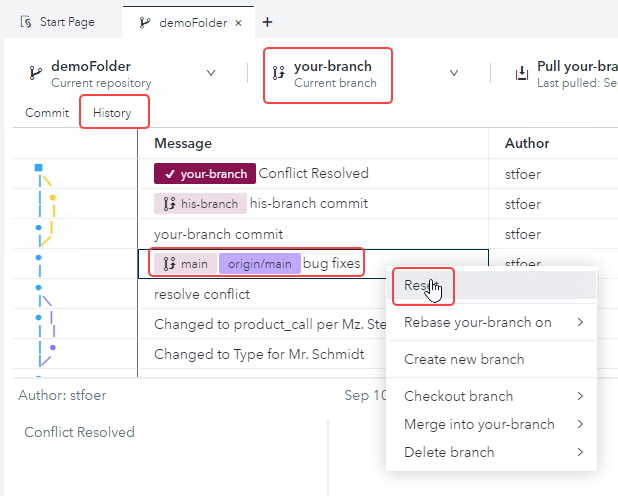 Start Page
demoFolder ×
+
demoFolder
Current repository
your-branch
Current branch
Pull your-bra
Last pulled: Se
Commit History
Message Author
your-branch Conflict Resolved stfoer
his-branch his-branch commit stfoer
your-branch commit stfoer
main origin/main bug fixes stfoer
resolve conflict
Changed to product_call per Mz. Ste
Changed to Type for Mr. Schmidt
Reset
Rebase your-branch on
Create new branch
Checkout branch
Merge into your-branch
Delete branch
Author: stfoer Sep 10
Conflict Resolved